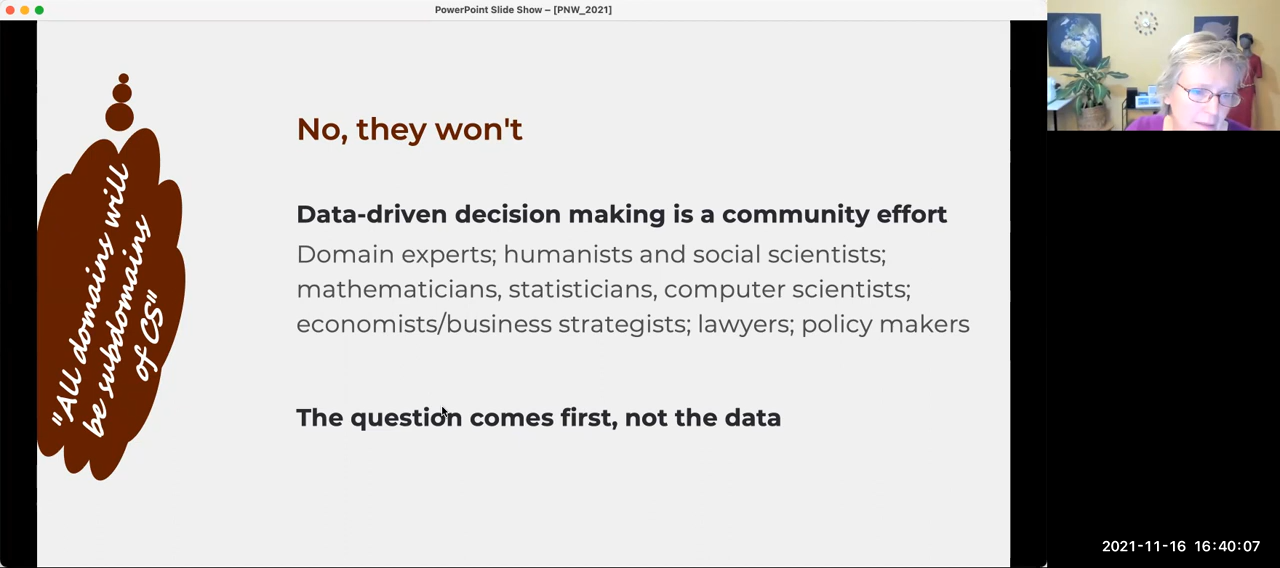 PowerPoint Slide Show – [PNW_2021]
"All domains will
be subdomains
of CS"
No, they won't
Data-driven decision making is a community effort
Domain experts; humanists and social scientists;
mathematicians, statisticians, computer scientists;
economists/business strategists; lawyers; policy makers
The question comes first, not the data
2021-11-16 16:40:07